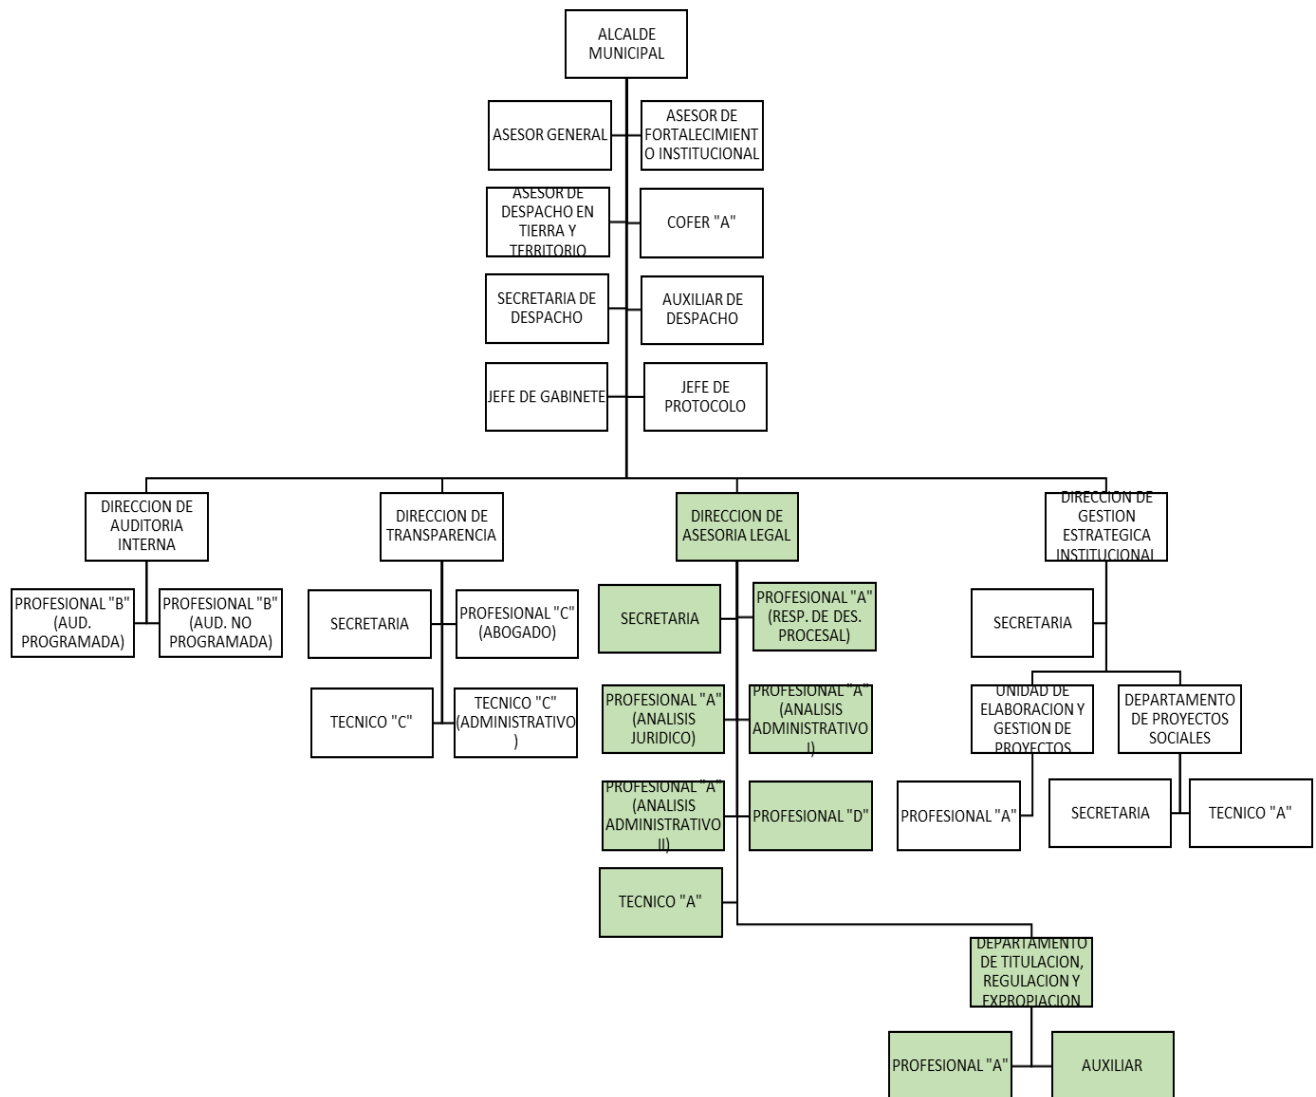 ALCALDE
MUNICIPAL
ASESOR GENERAL
ASESOR DE
FORTALECIMIENT
O INSTITUCIONAL
ASESOR DE
DESPACHO EN
TIERRA Y
TERRITORIO
COFER "A"
SECRETARIA DE
DESPACHO
AUXILIAR DE
DESPACHO
JEFE DE GABINETE
JEFE DE
PROTOCOLO
DIRECCION DE
AUDITORIA
INTERNA
DIRECCION DE
TRANSPARENCIA
DIRECCION DE
ASESORIA LEGAL
DIRECCION DE
GESTION
ESTRATEGICA
INSTITUCIONAL
PROFESIONAL "B"
(AUD.
PROGRAMADA)
PROFESIONAL "B"
(AUD. NO
PROGRAMADA)
SECRETARIA
PROFESIONAL "C"
(ABOGADO)
TECNICO "C"
TECNICO "C"
(ADMINISTRATIVO
)
SECRETARIA
PROFESIONAL "A"
(RESP. DE DES.
PROCESAL)
PROFESIONAL "A"
(ANALISIS
JURIDICO)
PROFESIONAL "A"
(ANALISIS
ADMINISTRATIVO
I)
PROFESIONAL "A"
(ANALISIS
ADMINISTRATIVO
II)
PROFESIONAL "D"
TECNICO "A"
SECRETARIA
UNIDAD DE
ELABORACION Y
GESTION DE
PROYECTOS
DEPARTAMENTO
DE PROYECTOS
SOCIALES
PROFESIONAL "A"
SECRETARIA
TECNICO "A"
DEPARTAMENTO
DE TITULACION,
REGULACION Y
EXPROPIACION
PROFESIONAL "A"
AUXILIAR